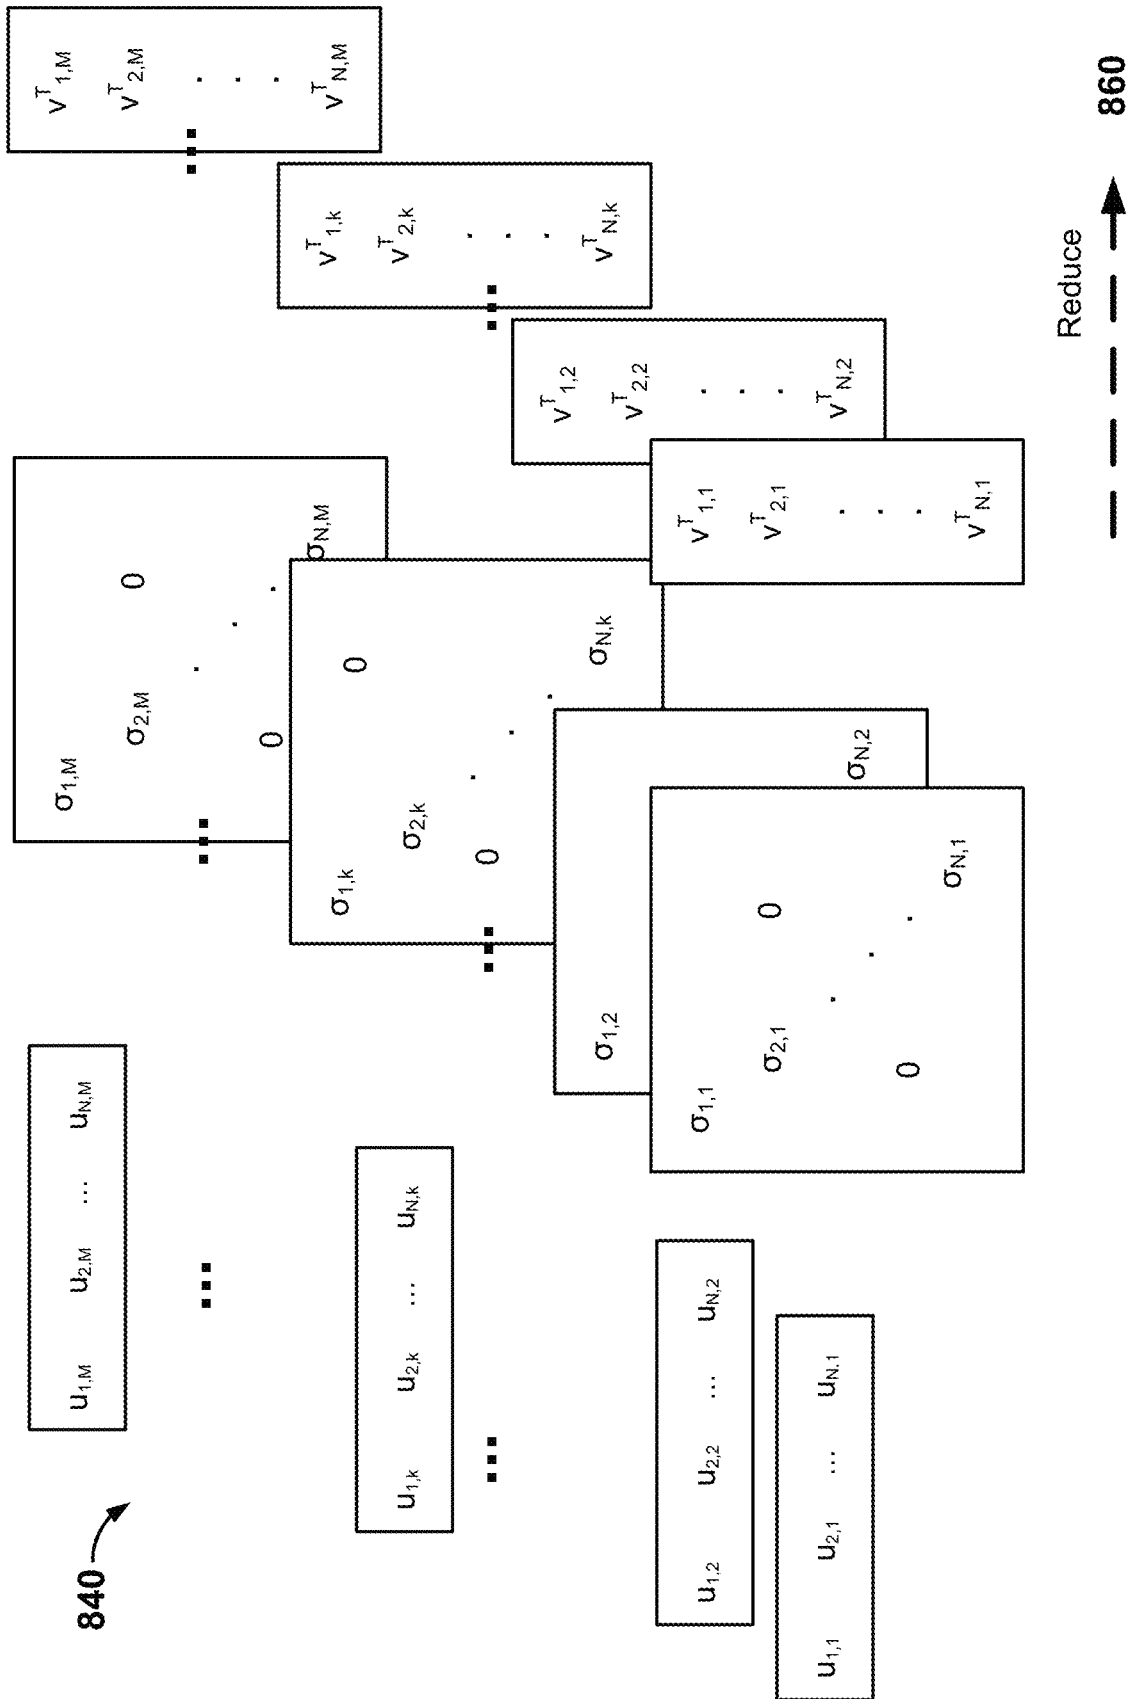 840
u1,M u2,M ... uN,M
σ1,M
σ2,M 0
0 . . .
σN,M
vT1,M
vT2,M
.
.
.
vTN,M
u1,k u2,k ... uN,k
σ1,k 0
σ2,k
0 . . .
σN,k
vT1,k
vT2,k
.
.
.
vTN,k
u1,2 u2,2 ... uN,2
σ1,2
σN,2
vT1,2
vT2,2
.
.
.
vTN,2
u1,1 u2,1 ... uN,1
σ1,1
σ2,1 0
0 . . .
σN,1
vT1,1
vT2,1
.
.
.
vTN,1
Reduce
860